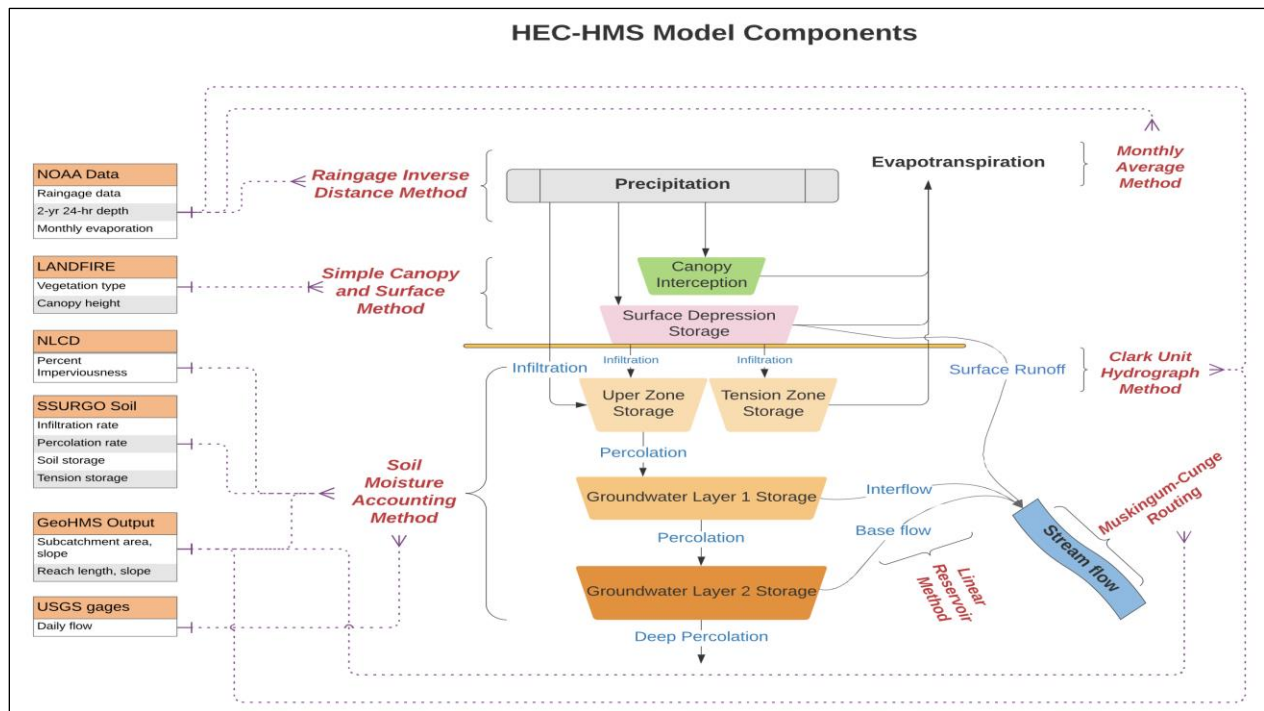 HEC-HMS Model Components
NOAA Data
Raingage data
2-yr 24-hr depth
Monthly evaporation
LANDFIRE
Vegetation type
Canopy height
NLCD
Percent
Imperviousness
SSURGO Soil
Infiltration rate
Percolation rate
Soil storage
Tension storage
GeoHMS Output
Subcatchment area,
slope
Reach length, slope
USGS gages
Daily flow
Raingage Inverse
Distance Method
Simple Canopy
and Surface
Method
Soil
Moisture
Accounting
Method
Precipitation
Evapotranspiration
Monthly
Average
Method
Canopy
Interception
Surface Depression
Storage
Infiltration
Infiltration
Infiltration
Surface Runoff
Clark Unit
Hydrograph
Method
Uper Zone
Storage
Tension Zone
Storage
Percolation
Groundwater Layer 1 Storage
Interflow
Percolation
Base flow
Groundwater Layer 2 Storage
Deep Percolation
Linear
Reservoir
Method
Stream flow
Muskingum-Cunge
Routing